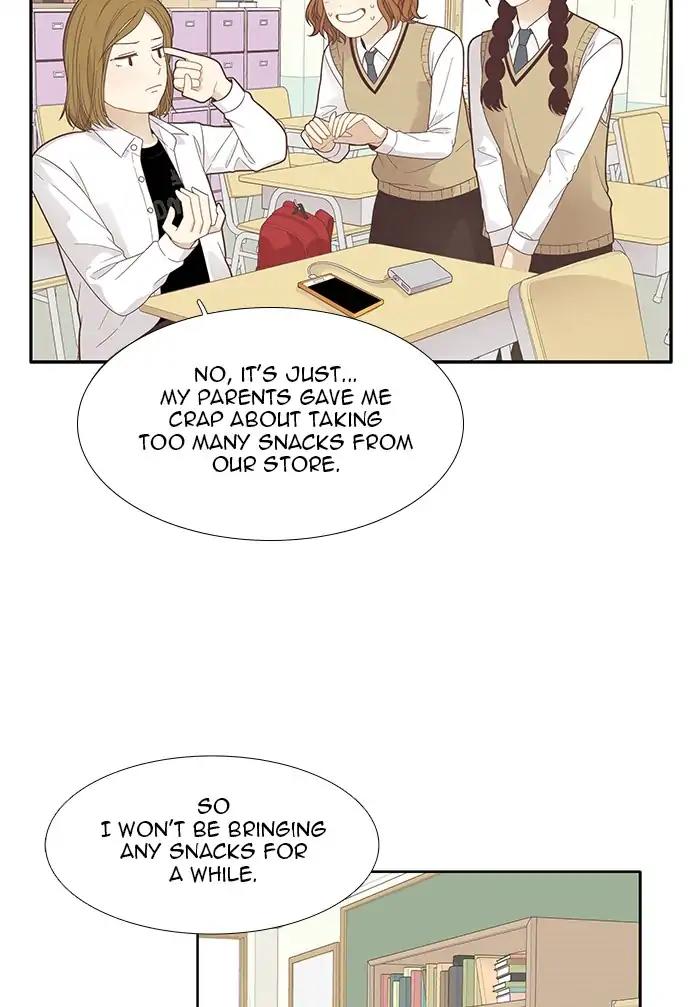 NO, IT'S JUST...
MY PARENTS GAVE ME
CRAP ABOUT TAKING
TOO MANY SNACKS FROM
OUR STORE.
SO
I WON'T BE BRINGING
ANY SNACKS FOR
A WHILE.